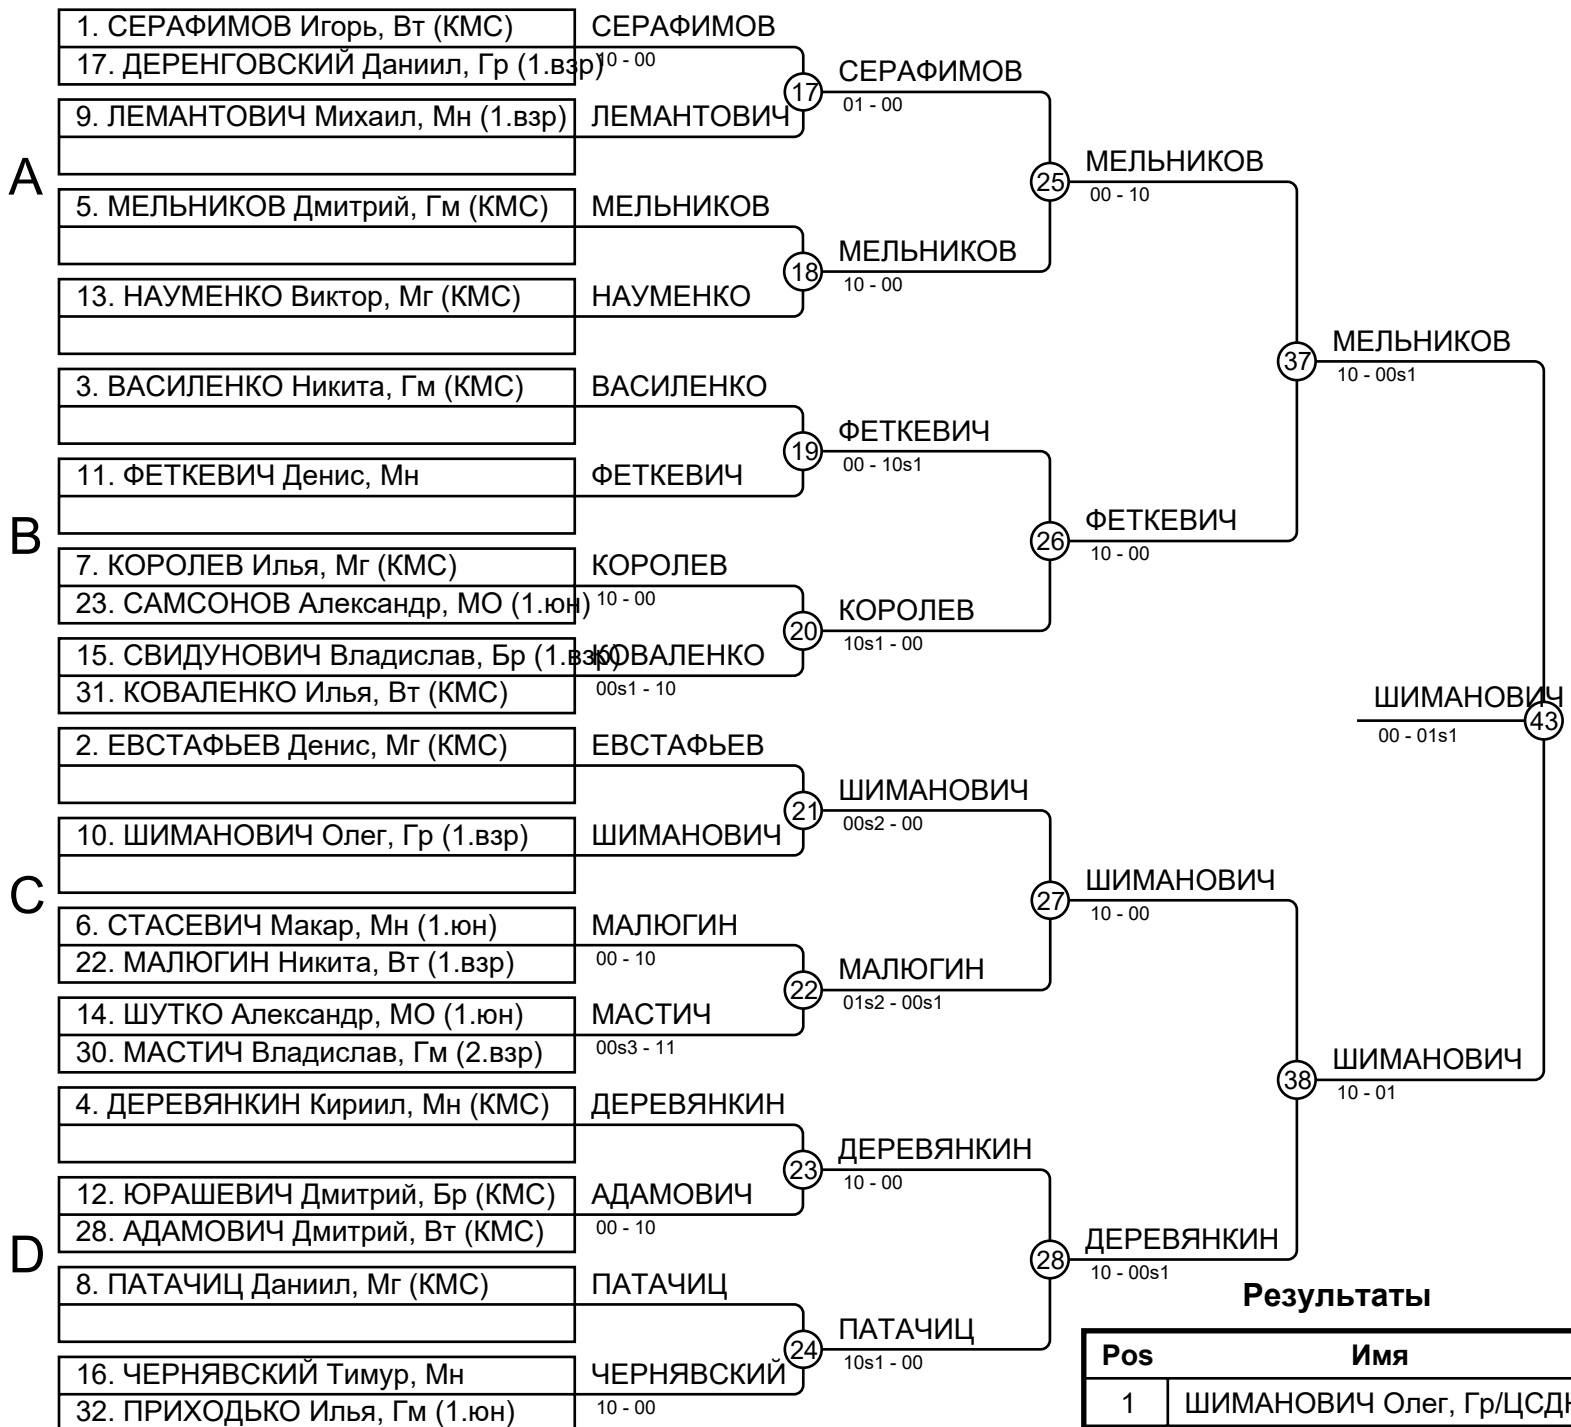 A
1. СЕРАФИМОВ Игорь, Вт (КМС)
17. ДЕРЕНГОВСКИЙ Даниил, Гр (1.взр)
9. ЛЕМАНТОВИЧ Михаил, Мн (1.взр)
5. МЕЛЬНИКОВ Дмитрий, Гм (КМС)
13. НАУМЕНКО Виктор, Мг (КМС)
B
3. ВАСИЛЕНКО Никита, Гм (КМС)
11. ФЕТКЕВИЧ Денис, Мн
7. КОРОЛЕВ Илья, Мг (КМС)
23. САМСОНОВ Александр, МО (1.юн)
15. СВИДУНОВИЧ Владислав, Бр (1.взр)
31. КОВАЛЕНКО Илья, Вт (КМС)
C
2. ЕВСТАФЬЕВ Денис, Мг (КМС)
10. ШИМАНОВИЧ Олег, Гр (1.взр)
6. СТАСЕВИЧ Макар, Мн (1.юн)
22. МАЛЮГИН Никита, Вт (1.взр)
14. ШУТКО Александр, МО (1.юн)
30. МАСТИЧ Владислав, Гм (2.взр)
D
4. ДЕРЕВЯНКИН Кириил, Мн (КМС)
12. ЮРАШЕВИЧ Дмитрий, Бр (КМС)
28. АДАМОВИЧ Дмитрий, Вт (КМС)
8. ПАТАЧИЦ Даниил, Мг (КМС)
16. ЧЕРНЯВСКИЙ Тимур, Мн
32. ПРИХОДЬКО Илья, Гм (1.юн)
СЕРАФИМОВ
10 - 00
ЛЕМАНТОВИЧ
МЕЛЬНИКОВ
НАУМЕНКО
ВАСИЛЕНКО
ФЕТКЕВИЧ
КОРОЛЕВ
10 - 00
КОВАЛЕНКО
00s1 - 10
ЕВСТАФЬЕВ
ШИМАНОВИЧ
МАЛЮГИН
00 - 10
МАСТИЧ
00s3 - 11
ДЕРЕВЯНКИН
АДАМОВИЧ
00 - 10
ПАТАЧИЦ
ЧЕРНЯВСКИЙ
10 - 00
17
СЕРАФИМОВ
01 - 00
18
МЕЛЬНИКОВ
10 - 00
19
ФЕТКЕВИЧ
00 - 10s1
20
КОРОЛЕВ
10s1 - 00
21
ШИМАНОВИЧ
00s2 - 00
22
МАЛЮГИН
01s2 - 00s1
23
ДЕРЕВЯНКИН
10 - 00
24
ПАТАЧИЦ
10s1 - 00
25
МЕЛЬНИКОВ
00 - 10
26
ФЕТКЕВИЧ
10 - 00
27
ШИМАНОВИЧ
10 - 00
28
ДЕРЕВЯНКИН
10 - 00s1
37
МЕЛЬНИКОВ
10 - 00s1
38
ШИМАНОВИЧ
10 - 01
ШИМАНОВИЧ
43
00 - 01s1
Результаты
Pos Имя
1 ШИМАНОВИЧ Олег, Гр/ЦСДН